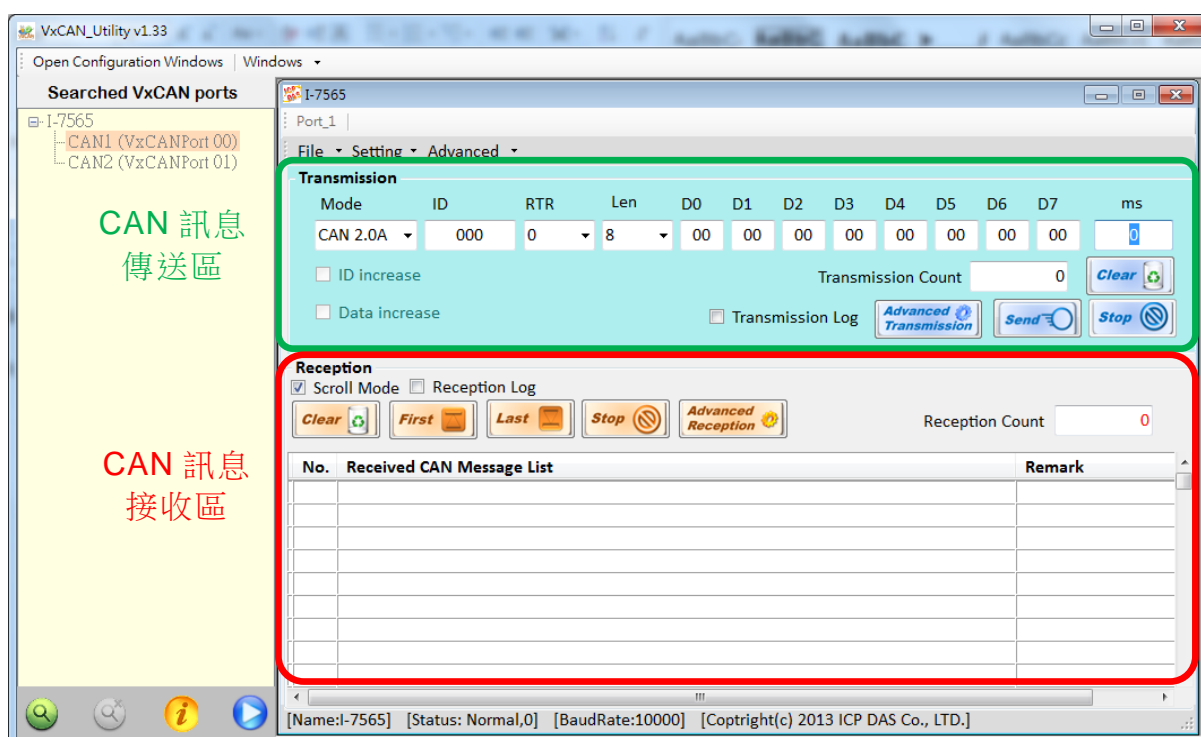 VxCAN_Utility v1.33
Open Configuration Windows Windows
Searched VxCAN ports
I-7565
CAN1 (VxCANPort 00)
CAN2 (VxCANPort 01)
CAN 訊息
傳送區
CAN 訊息
接收區
I-7565
Port_1
File Setting Advanced
Transmission
Mode ID RTR Len D0 D1 D2 D3 D4 D5 D6 D7 ms
CAN 2.0A 000 0 8 00 00 00 00 00 00 00 00 0
ID increase Transmission Count 0 Clear
Data increase Transmission Log Advanced Transmission Send Stop
Reception
Scroll Mode Reception Log
Clear First Last Stop Advanced Reception Reception Count 0
No. Received CAN Message List Remark
[Name:I-7565] [Status: Normal,0] [BaudRate:10000] [Coptright(c) 2013 ICP DAS Co., LTD.]